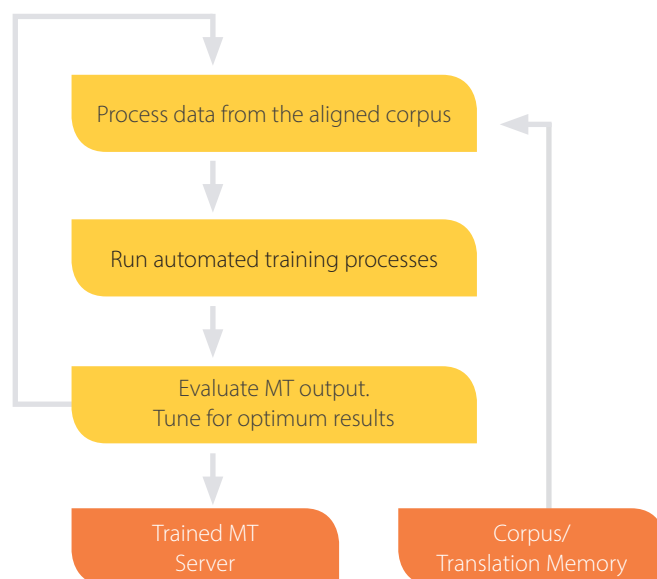 Process data from the aligned corpus
Run automated training processes
Evaluate MT output.
Tune for optimum results
Trained MT
Server
Corpus/
Translation Memory